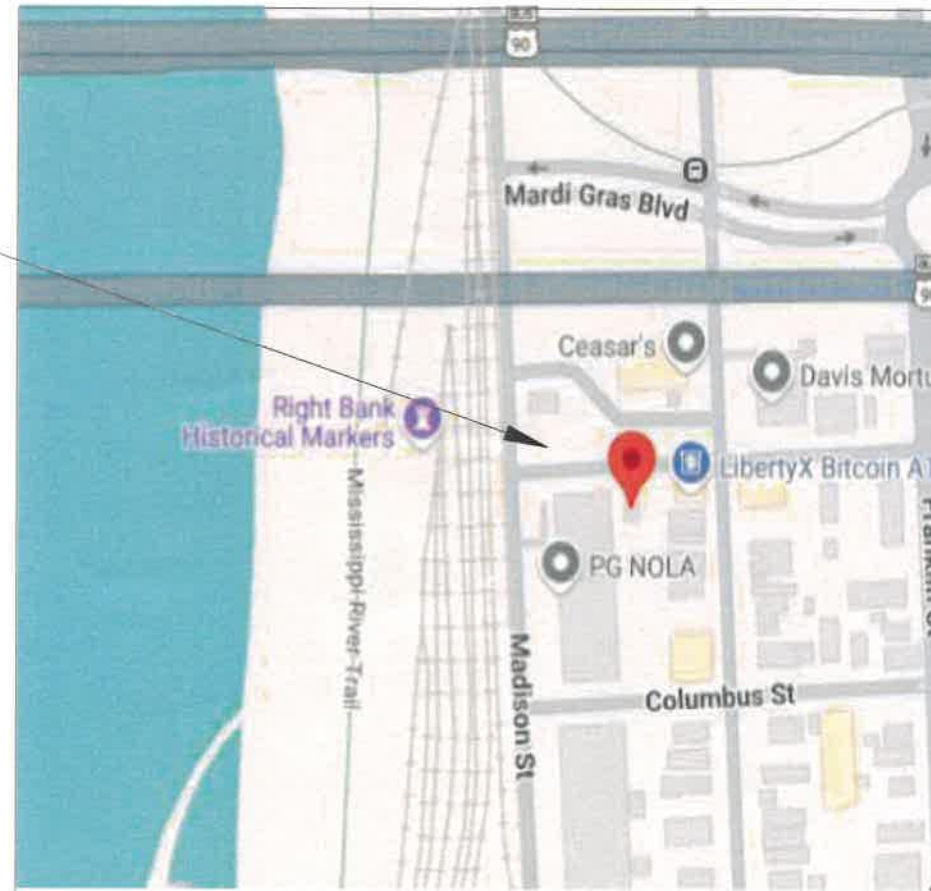 90
Mardi Gras Blvd
Ceasar's
Davis Mortu
Right Bank
Historical Markers
LibertyX Bitcoin A
Mississippi River Trail
PG NOLA
Madison St
Columbus St